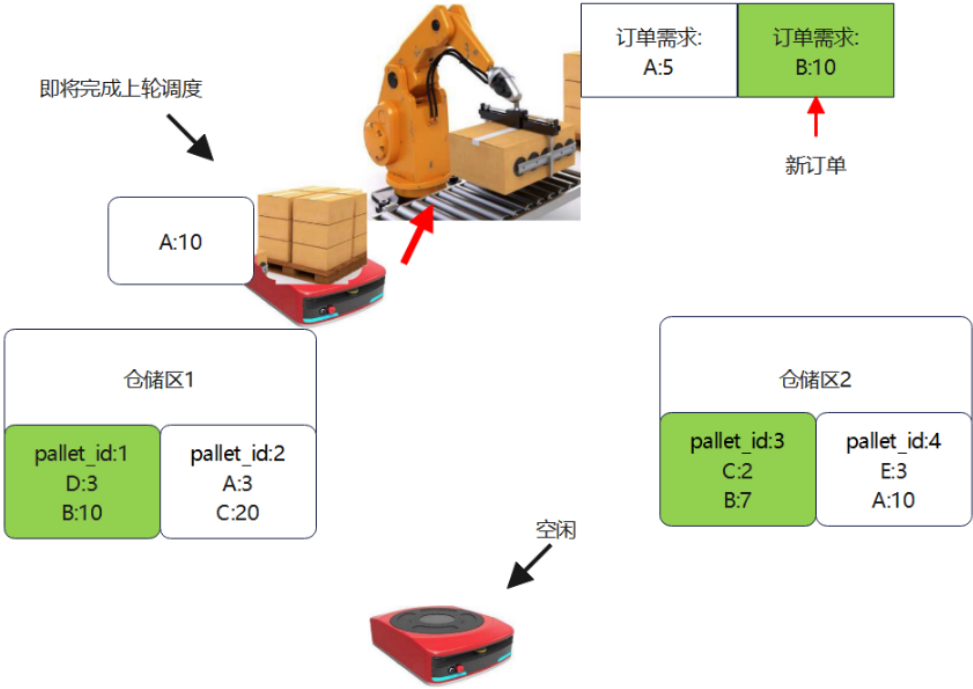 订单需求:
A:5
订单需求:
B:10
即将完成上轮调度
新订单
A:10
仓储区1
pallet_id:1
D:3
B:10
pallet_id:2
A:3
C:20
仓储区2
pallet_id:3
C:2
B:7
pallet_id:4
E:3
A:10
空闲